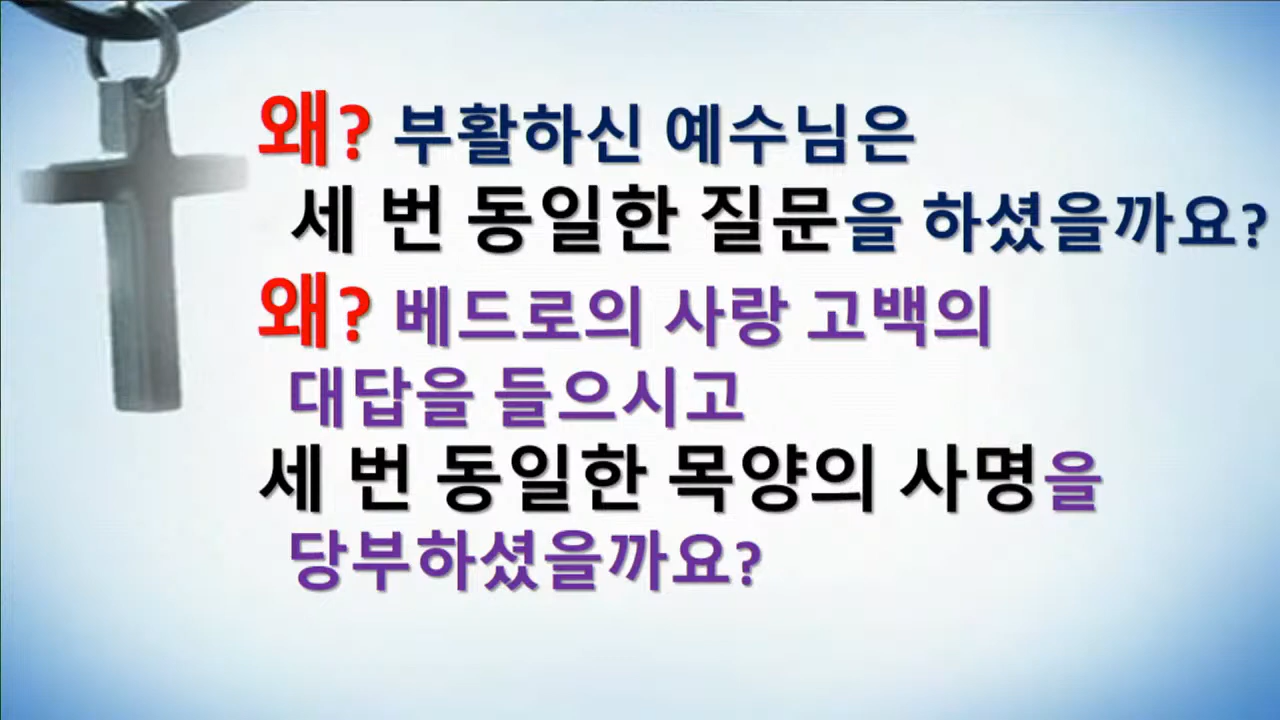 왜? 부활하신 예수님은
세 번 동일한 질문을 하셨을까요?
왜? 베드로의 사랑 고백의
대답을 들으시고
세 번 동일한 목양의 사명을
당부하셨을까요?